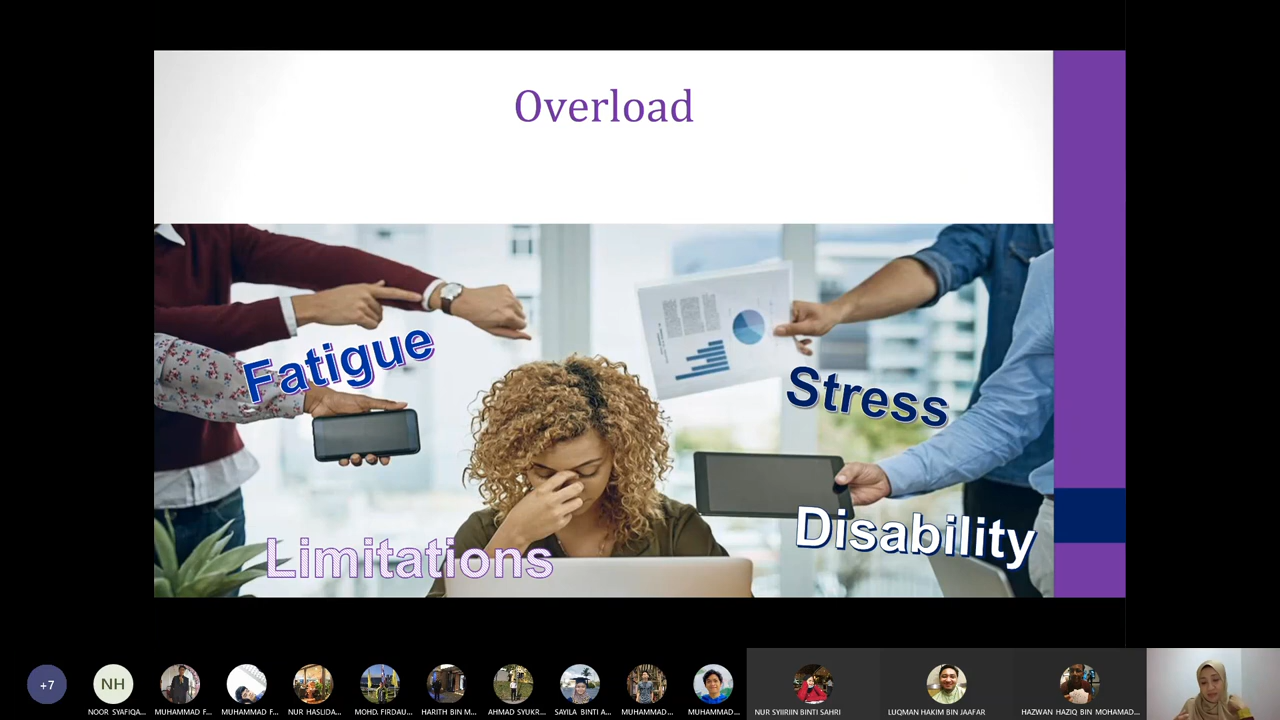 Overload
Fatigue
Stress
Disability
Limitations
+7
NH
NOOR SYAFIQA...
MUHAMMAD F...
MUHAMMAD F...
NUR HASLIDA...
MOHD. FIRDAU...
HARITH BIN M...
AHMAD SYUKR...
SAYILA BINTI A...
MUHAMMAD...
MUHAMMAD...
NUR SYIIRIIN BINTI SAHRI
LUQMAN HAKIM BIN JAAFAR
HAZWAN HAZIQ BIN MOHAMAD...